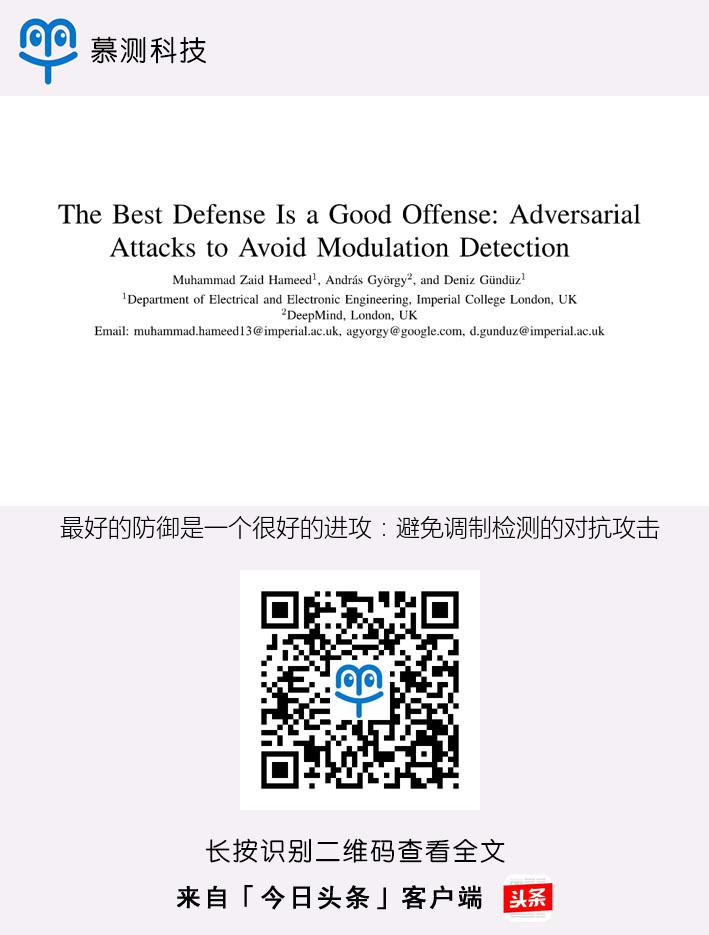 慕测科技
The Best Defense Is a Good Offense: Adversarial
Attacks to Avoid Modulation Detection
Muhammad Zaid Hameed¹, András György², and Deniz Gündüz¹
¹Department of Electrical and Electronic Engineering, Imperial College London, UK
²DeepMind, London, UK
Email: muhammad.hameed13@imperial.ac.uk, agyorgy@google.com, d.gunduz@imperial.ac.uk
最好的防御是一个很好的进攻：避免调制检测的对抗攻击
长按识别二维码查看全文
来自「今日头条」客户端
头条